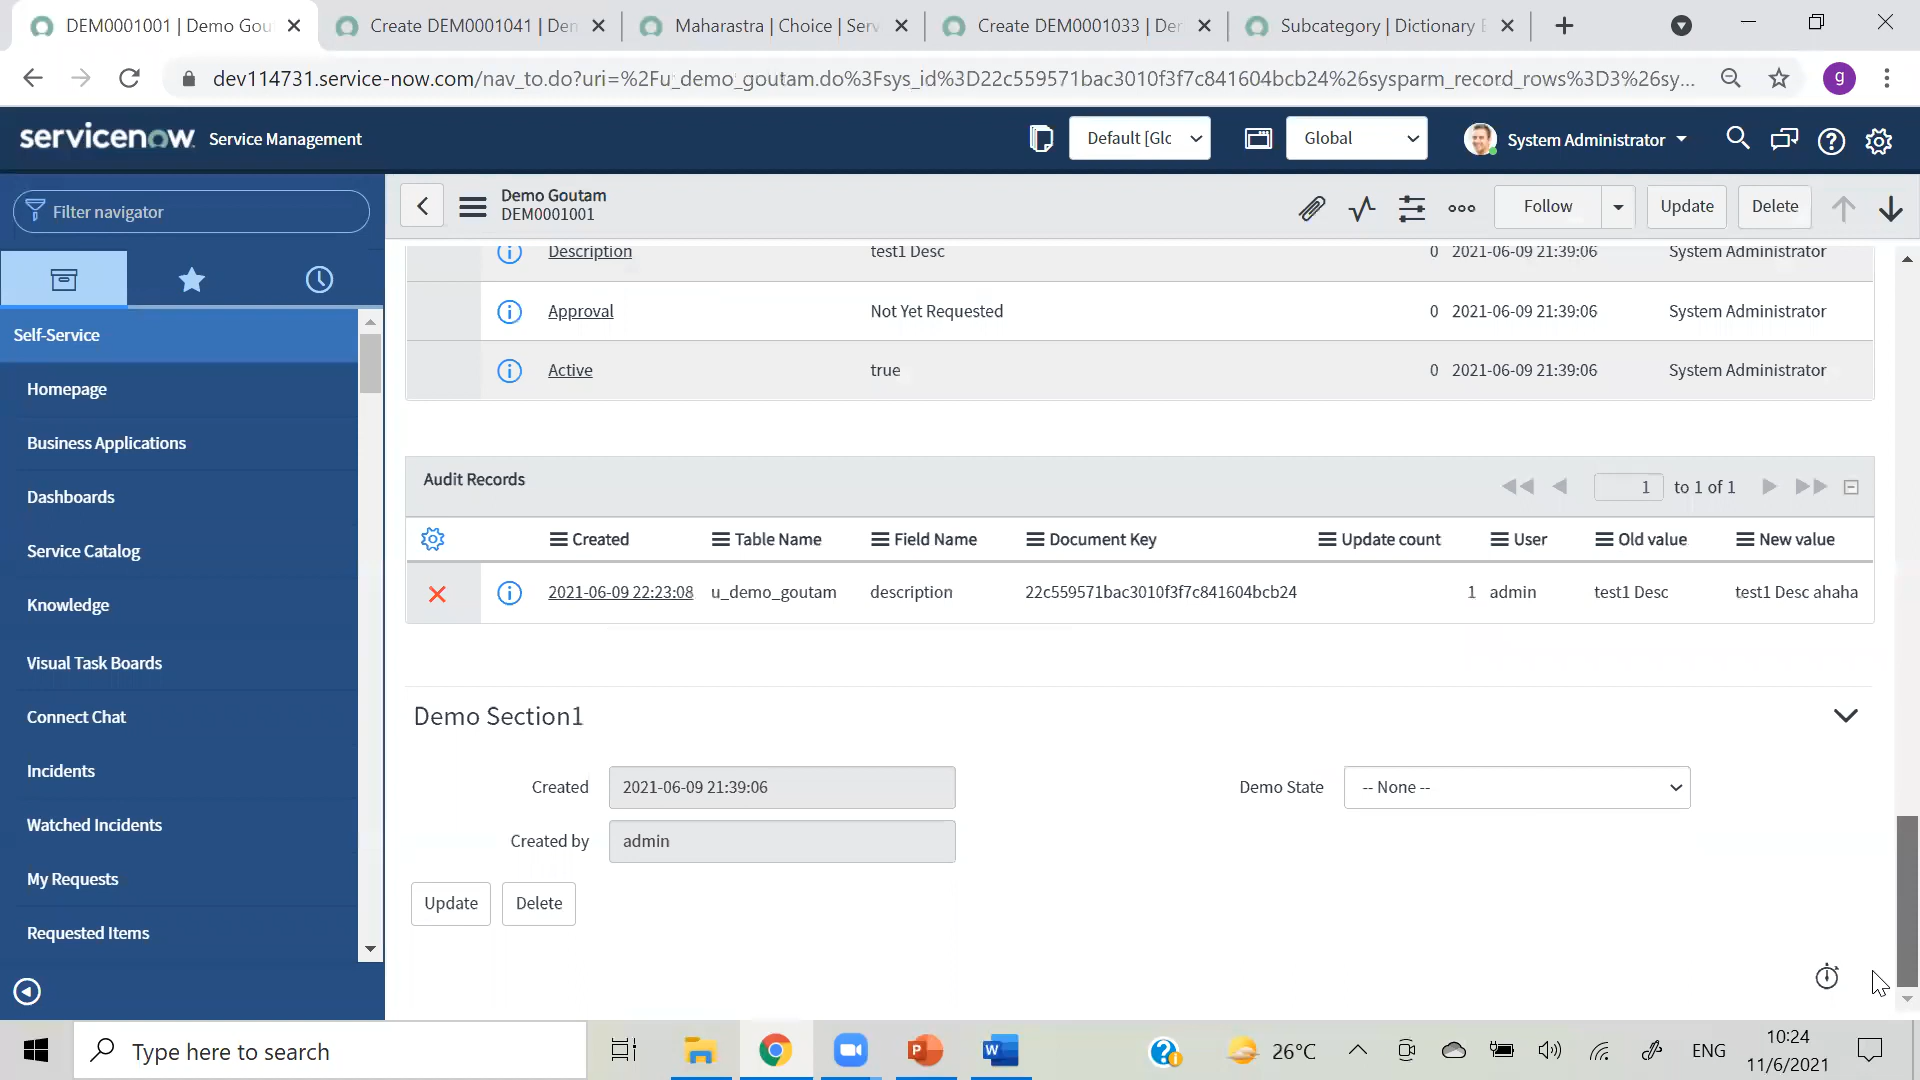 DEM0001001 | Demo Gou
Create DEM0001041 | Den
Maharastra | Choice | Serv
Create DEM0001033 | Der
Subcategory | Dictionary E
dev114731.service-now.com/nav_to.do?uri=%2Fu_demo_goutam.do%3Fsys_id%3D22c559571bac3010f3f7c841604bcb24%26sysparm_record_rows%3D3%26sy...
g
servicenow Service Management
Default [Glc
Global
System Administrator
Filter navigator
Demo Goutam
DEM0001001
Follow
Update
Delete
Self-Service
Homepage
Business Applications
Dashboards
Service Catalog
Knowledge
Visual Task Boards
Connect Chat
Incidents
Watched Incidents
My Requests
Requested Items
Description test1 Desc 0 2021-06-09 21:39:06 System Administrator
Approval Not Yet Requested 0 2021-06-09 21:39:06 System Administrator
Active true 0 2021-06-09 21:39:06 System Administrator
Audit Records 1 to 1 of 1
Created Table Name Field Name Document Key Update count User Old value New value
2021-06-09 22:23:08 u_demo_goutam description 22c559571bac3010f3f7c841604bcb24 1 admin test1 Desc test1 Desc ahaha
Demo Section1
Created 2021-06-09 21:39:06 Demo State -- None --
Created by admin
Update Delete
Type here to search
26°C
ENG
10:24
11/6/2021